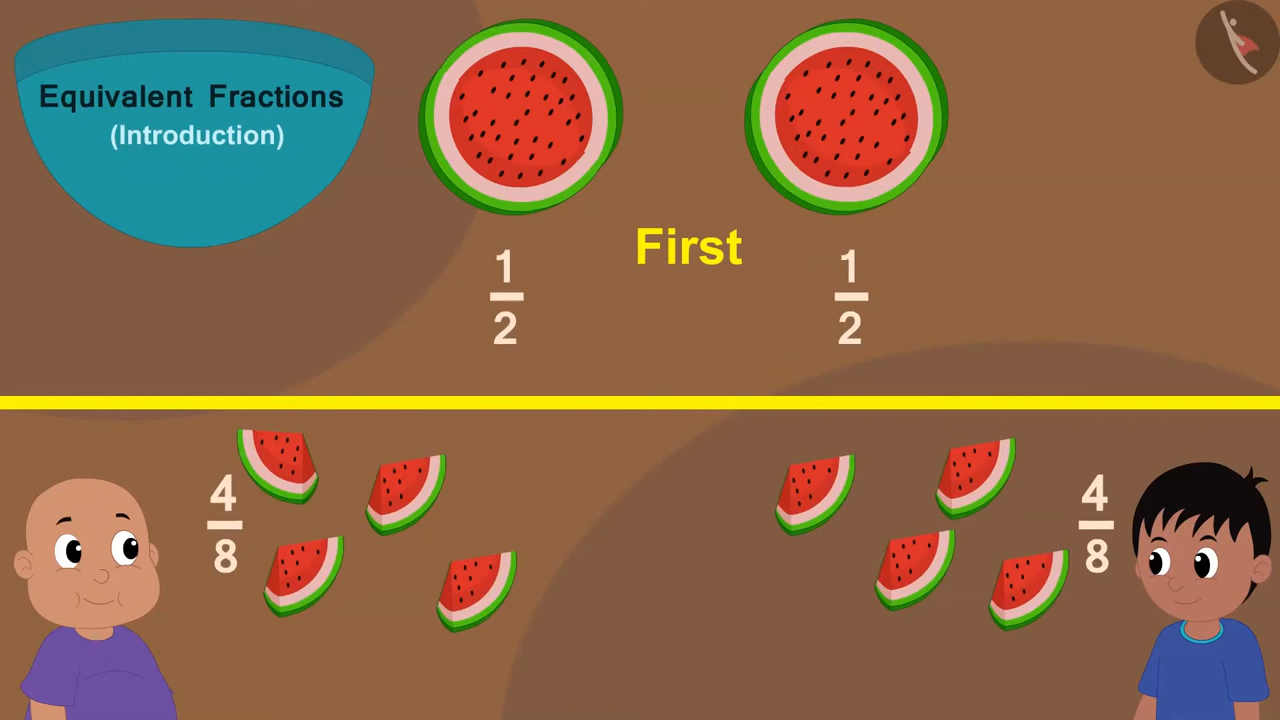 Equivalent Fractions
(Introduction)
First
1/2
1/2
4/8
4/8